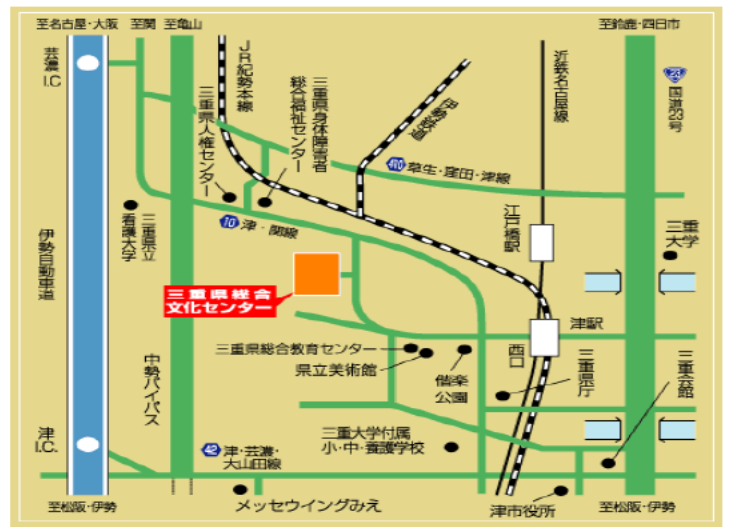 至名古屋・大阪
至関
至亀山
至鈴鹿・四日市
芸濃
I.C
JR紀勢本線
三重県人権センター
三重県身体障害者
総合福祉センター
伊勢鉄道
近鉄名古屋線
23
国道23号
410 草生・窪田・津線
三重県立
看護大学
10 津・関線
江戸橋駅
三重
大学
伊勢自動車道
三重県総合
文化センター
津駅
西口
三重県総合教育センター
県立美術館
偕楽
公園
三重県庁
三重会館
中勢バイパス
津
I.C.
42 津・芸濃・
大山田線
三重大学付属
小・中・養護学校
メッセウイングみえ
津市役所
至松阪・伊勢
至松阪・伊勢